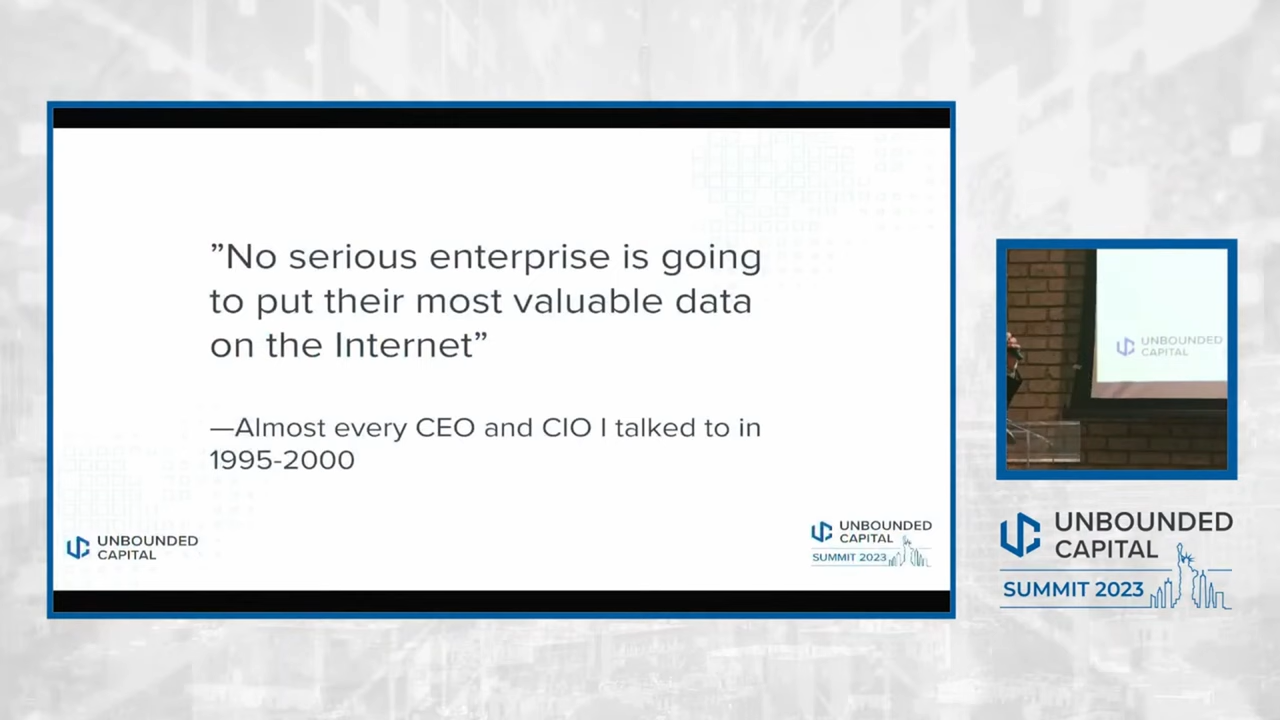 ”No serious enterprise is going
to put their most valuable data
on the Internet”
—Almost every CEO and CIO I talked to in
1995-2000
UNBOUNDED
CAPITAL
UNBOUNDED
CAPITAL
SUMMIT 2023
UNBOUNDED
CAPITAL
UNBOUNDED
CAPITAL
SUMMIT 2023